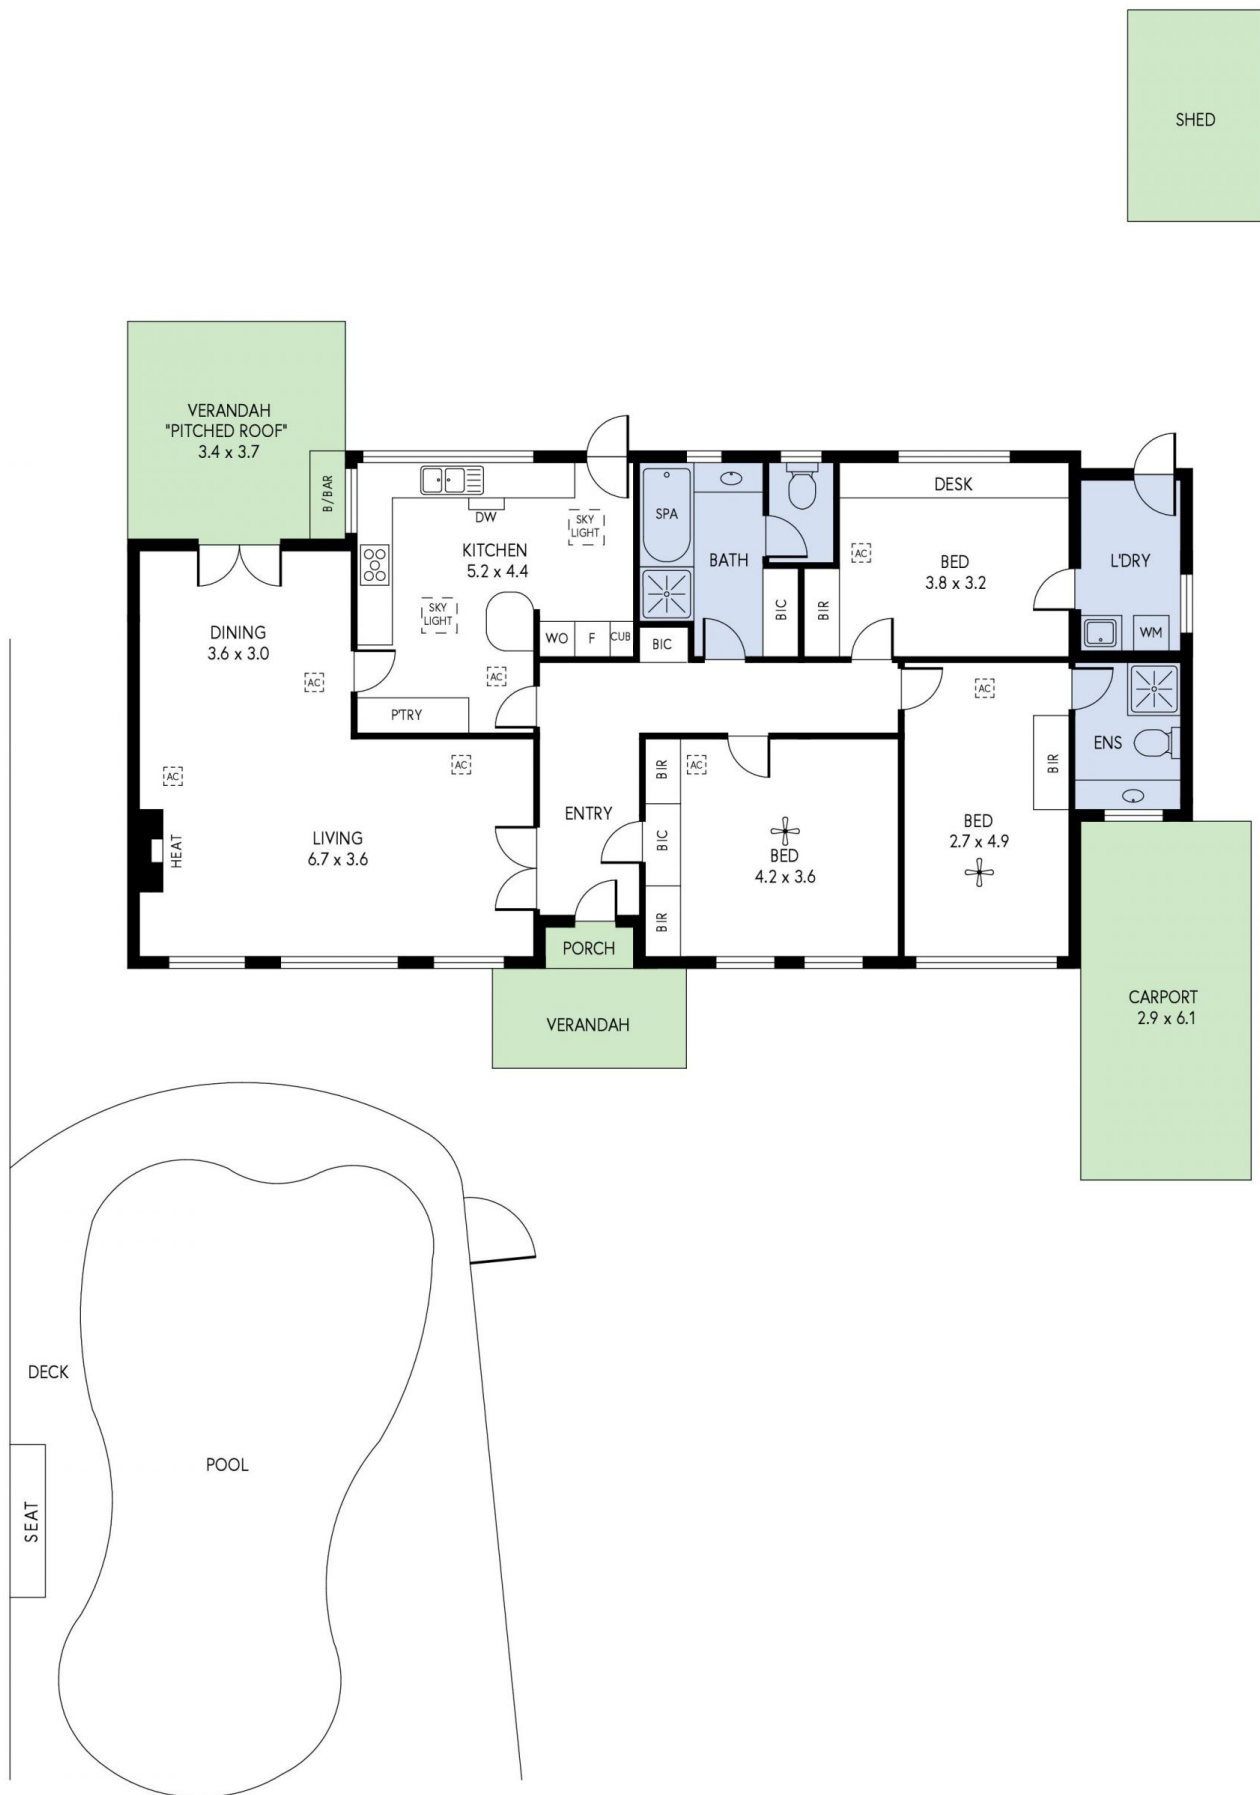 SHED
VERANDAH
"PITCHED ROOF"
3.4 x 3.7
B/BAR
DW
SKY
LIGHT
KITCHEN
5.2 x 4.4
SKY
LIGHT
WO
F
CUB
P'TRY
AC
SPA
BATH
BIC
BIC
BIR
DESK
AC
BED
3.8 x 3.2
L'DRY
WM
DINING
3.6 x 3.0
AC
AC
AC
HEAT
LIVING
6.7 x 3.6
ENTRY
BIR
BIC
BIR
AC
BED
4.2 x 3.6
AC
BIR
BED
2.7 x 4.9
ENS
PORCH
VERANDAH
CARPORT
2.9 x 6.1
DECK
POOL
SEAT